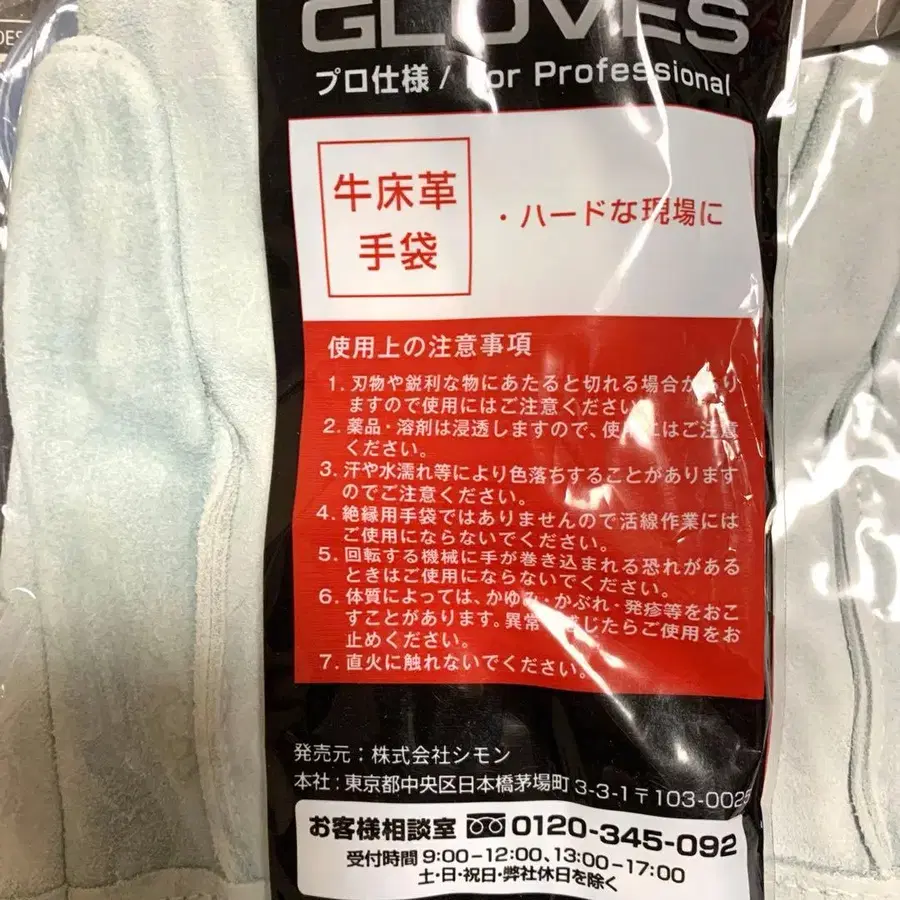 DES
GLOVES
プロ仕様 / For Professional
牛床革
手袋
・ハードな現場に
使用上の注意事項
1. 刃物や鋭利な物にあたると切れる場合があり
ますので使用にはご注意ください
2. 薬品・溶剤は浸透しますので、使用にはご注意
ください。
3. 汗や水濡れ等により色落ちすることがあります
のでご注意ください。
4. 絶縁用手袋ではありませんので活線作業には
ご使用にならないでください。
5. 回転する機械に手が巻き込まれる恐れがある
ときはご使用にならないでください。
6. 体質によっては、かゆみ・かぶれ・発疹等をおこ
すことがあります。異常を感じたらご使用をお
止めください。
7. 直火に触れないでください。
発売元：株式会社シモン
本社：東京都中央区日本橋茅場町 3-3-1 〒103-0025
お客様相談室 0120-345-092
受付時間 9:00-12:00、13:00-17:00
土・日・祝日・弊社休日を除く